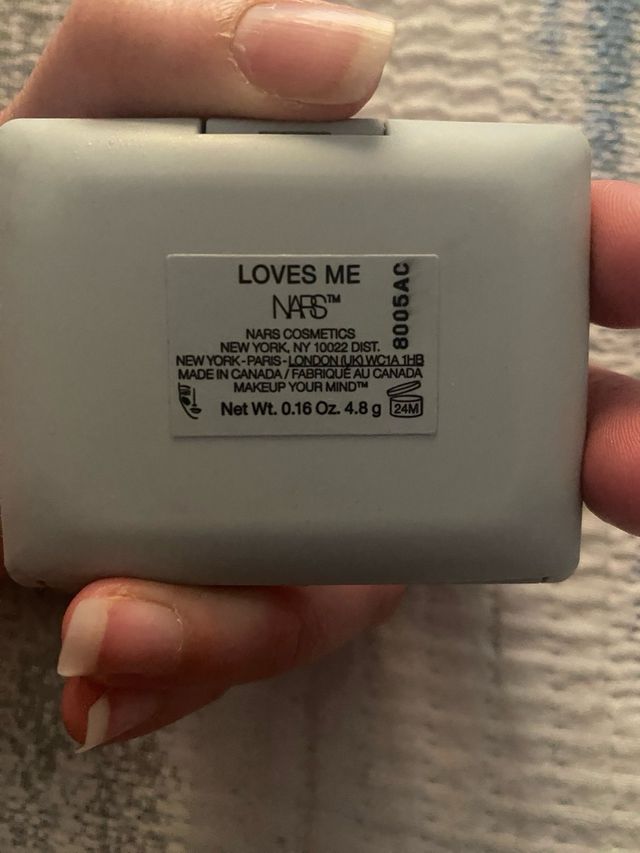 LOVES ME
NARS™
8005AC
NARS COSMETICS
NEW YORK, NY 10022 DIST.
NEW YORK - PARIS - LONDON (UK) WC1A 1HB
MADE IN CANADA / FABRIQUÉ AU CANADA
MAKEUP YOUR MIND™
Net Wt. 0.16 Oz. 4.8 g
24M